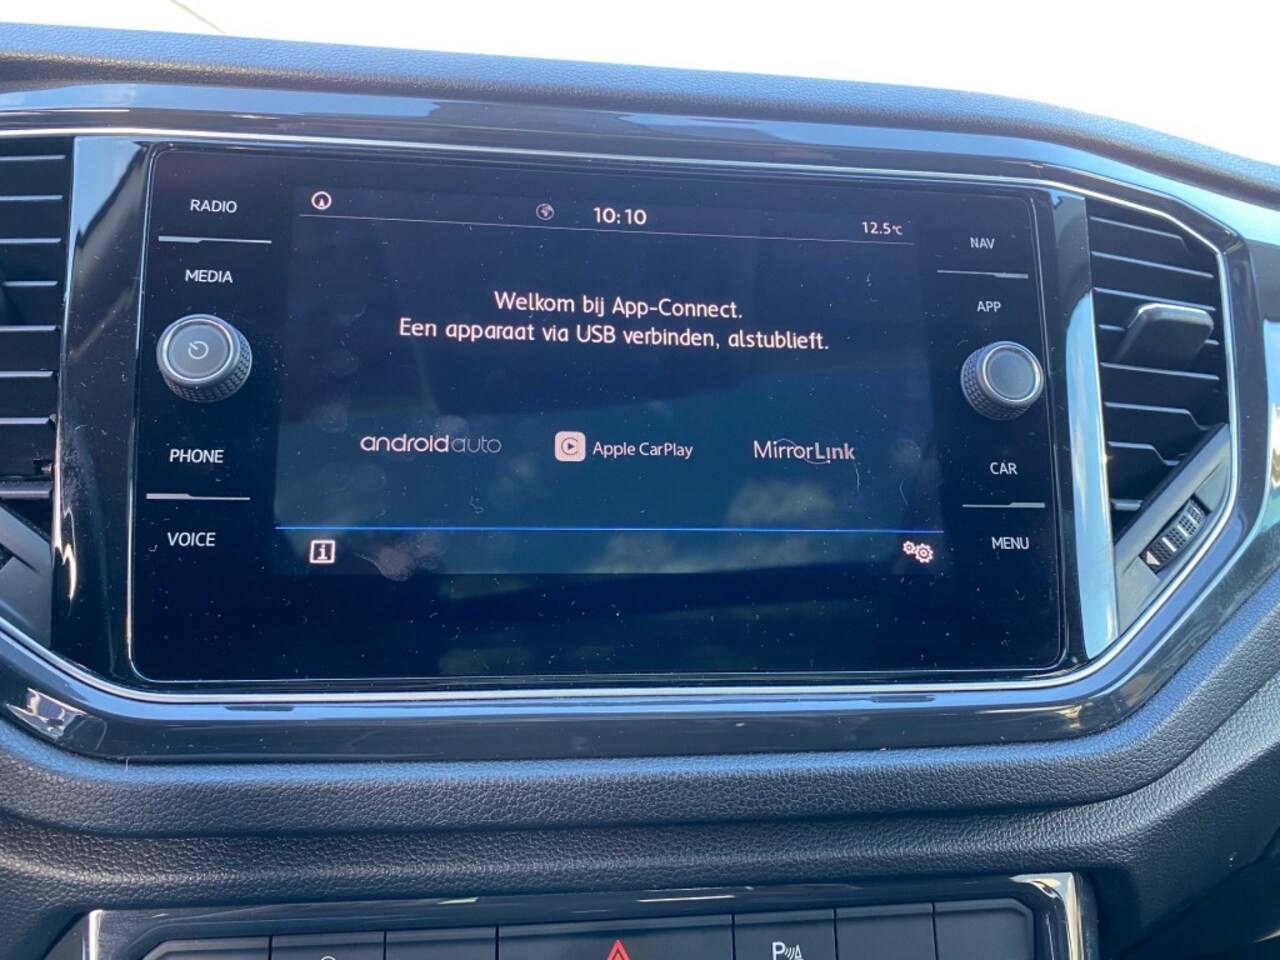 RADIO
MEDIA
PHONE
VOICE
10:10
12.5°C
Welkom bij App-Connect.
Een apparaat via USB verbinden, alstublieft.
androidauto
Apple CarPlay
MirrorLink
i
NAV
APP
CAR
MENU
P